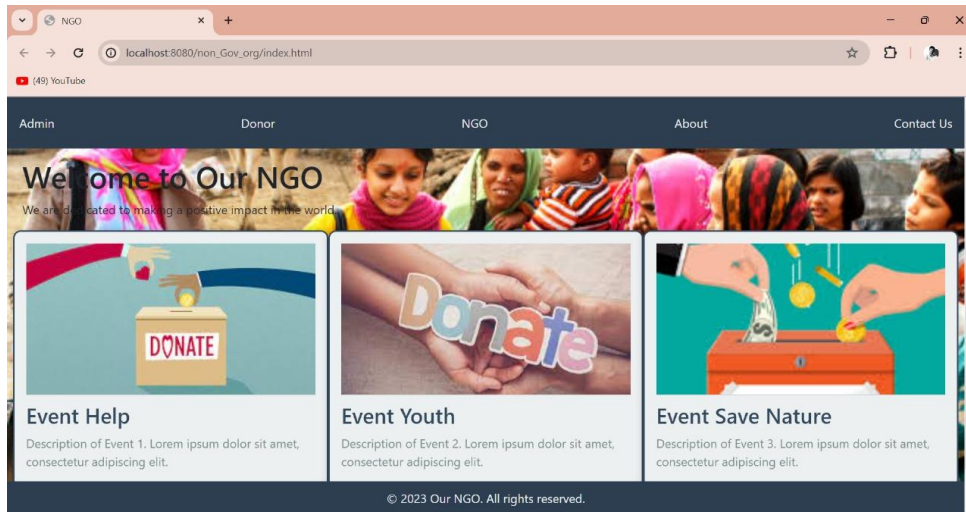 NGO
localhost:8080/non_Gov_org/index.html
(49) YouTube
Admin Donor NGO About Contact Us
Welcome to Our NGO
We are dedicated to making a positive impact in the world.
DONATE
Donate
Event Help
Description of Event 1. Lorem ipsum dolor sit amet,
consectetur adipiscing elit.
Event Youth
Description of Event 2. Lorem ipsum dolor sit amet,
consectetur adipiscing elit.
Event Save Nature
Description of Event 3. Lorem ipsum dolor sit amet,
consectetur adipiscing elit.
© 2023 Our NGO. All rights reserved.